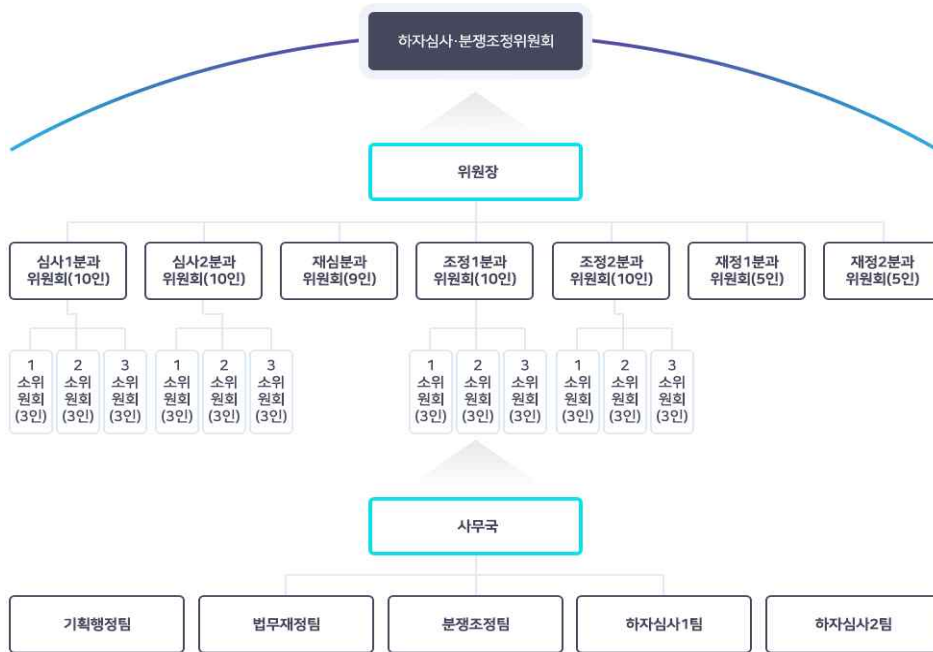 하자심사·분쟁조정위원회
위원장
심사1분과
위원회(10인)
심사2분과
위원회(10인)
재심분과
위원회(9인)
조정1분과
위원회(10인)
조정2분과
위원회(10인)
재정1분과
위원회(5인)
재정2분과
위원회(5인)
1
소위
원회
(3인)
2
소위
원회
(3인)
3
소위
원회
(3인)
1
소위
원회
(3인)
2
소위
원회
(3인)
3
소위
원회
(3인)
1
소위
원회
(3인)
2
소위
원회
(3인)
3
소위
원회
(3인)
1
소위
원회
(3인)
2
소위
원회
(3인)
3
소위
원회
(3인)
사무국
기획행정팀
법무재정팀
분쟁조정팀
하자심사1팀
하자심사2팀